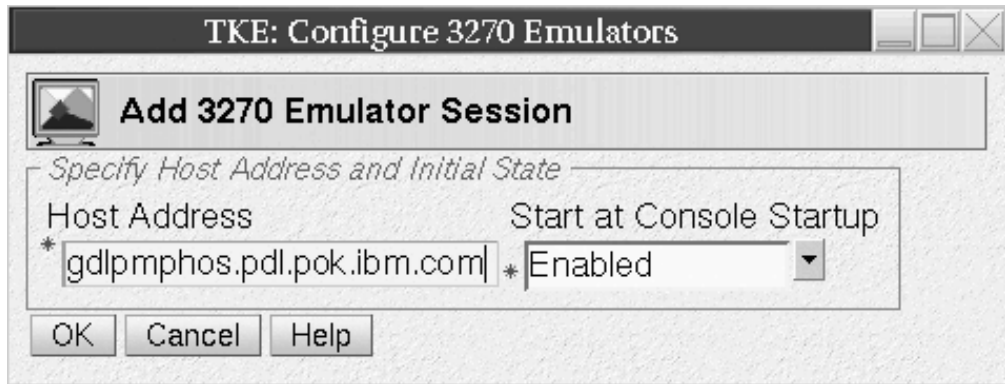 TKE: Configure 3270 Emulators
Add 3270 Emulator Session
Specify Host Address and Initial State
Host Address Start at Console Startup
* gdlpmphos.pdl.pok.ibm.com * Enabled
OK Cancel Help